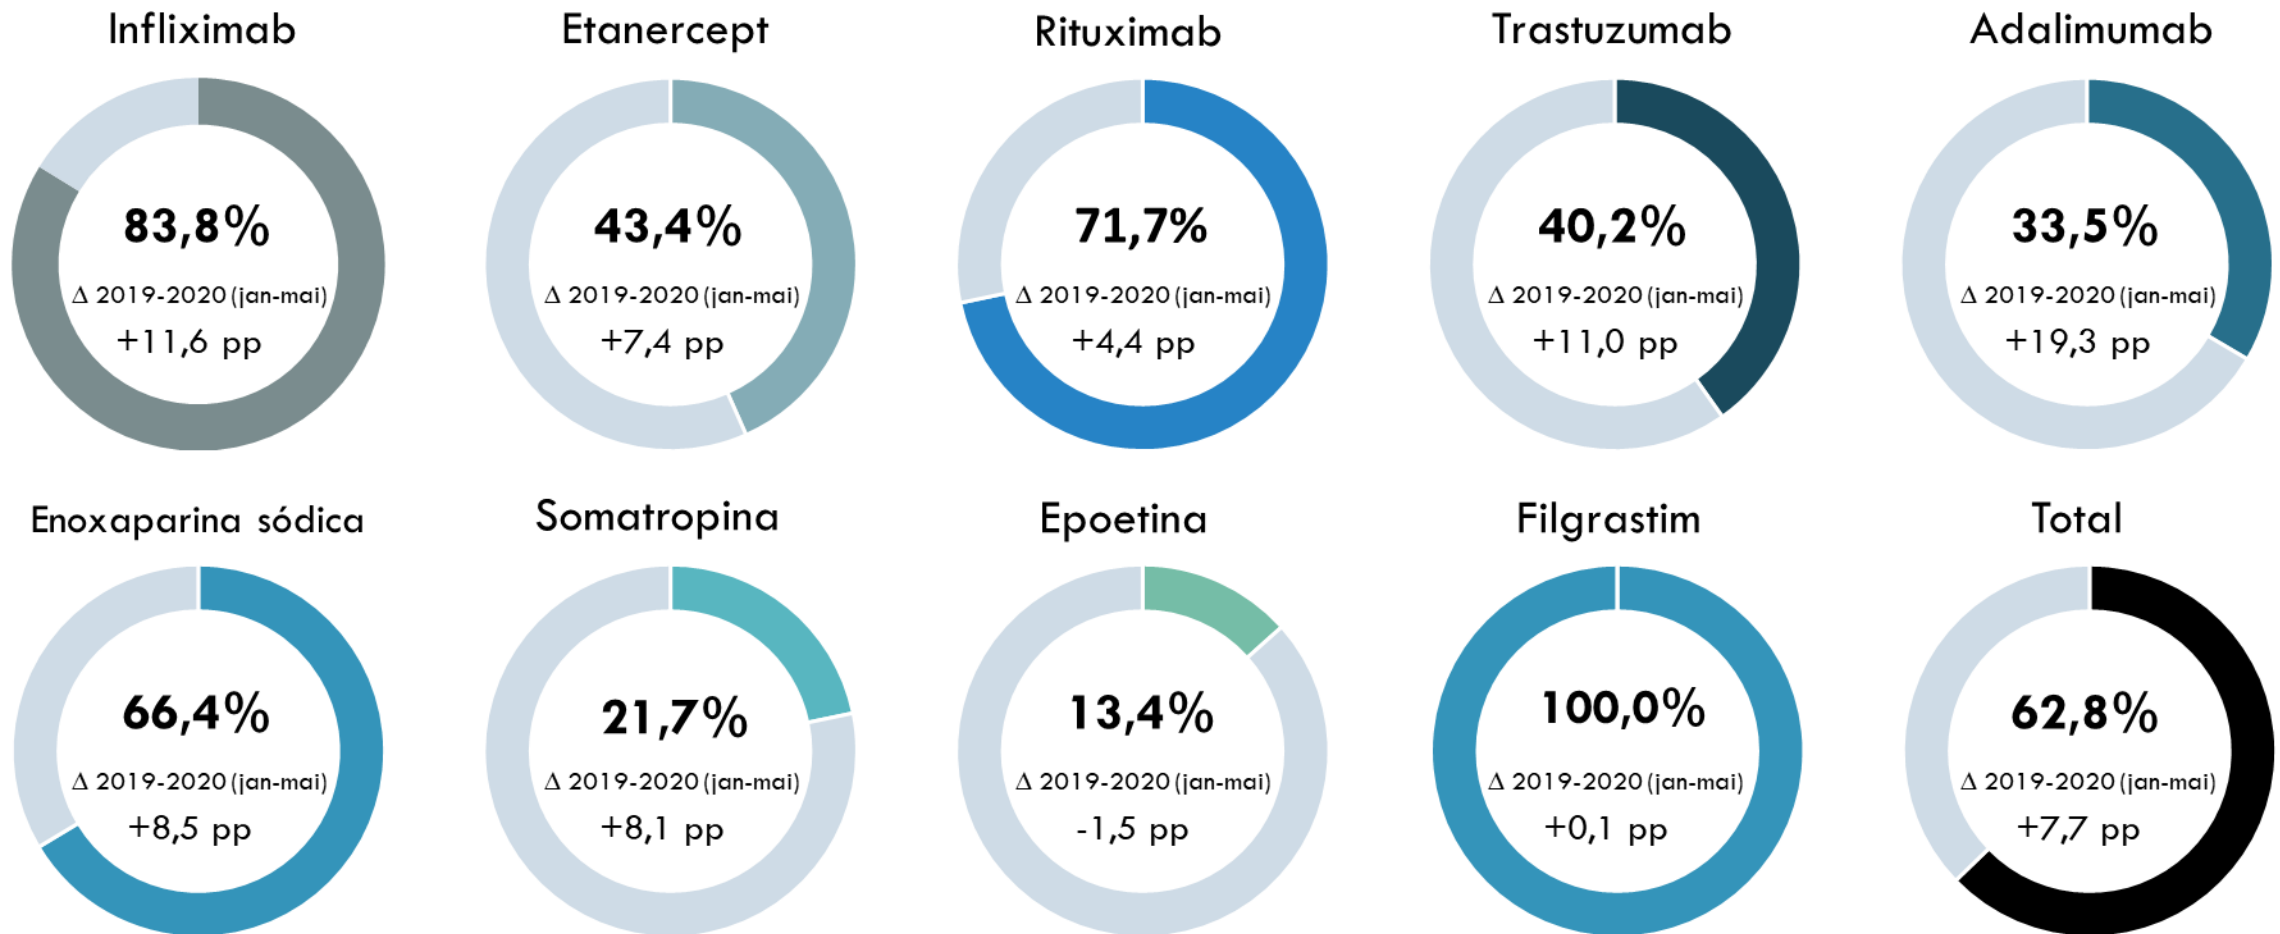 Infliximab
83,8%
Δ 2019-2020 (jan-mai)
+11,6 pp
Etanercept
43,4%
Δ 2019-2020 (jan-mai)
+7,4 pp
Rituximab
71,7%
Δ 2019-2020 (jan-mai)
+4,4 pp
Trastuzumab
40,2%
Δ 2019-2020 (jan-mai)
+11,0 pp
Adalimumab
33,5%
Δ 2019-2020 (jan-mai)
+19,3 pp
Enoxaparina sódica
66,4%
Δ 2019-2020 (jan-mai)
+8,5 pp
Somatropina
21,7%
Δ 2019-2020 (jan-mai)
+8,1 pp
Epoetina
13,4%
Δ 2019-2020 (jan-mai)
-1,5 pp
Filgrastim
100,0%
Δ 2019-2020 (jan-mai)
+0,1 pp
Total
62,8%
Δ 2019-2020 (jan-mai)
+7,7 pp